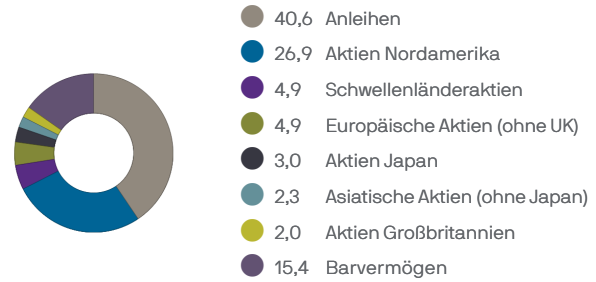 40,6 Anleihen
26,9 Aktien Nordamerika
4,9 Schwellenländeraktien
4,9 Europäische Aktien (ohne UK)
3,0 Aktien Japan
2,3 Asiatische Aktien (ohne Japan)
2,0 Aktien Großbritannien
15,4 Barvermögen